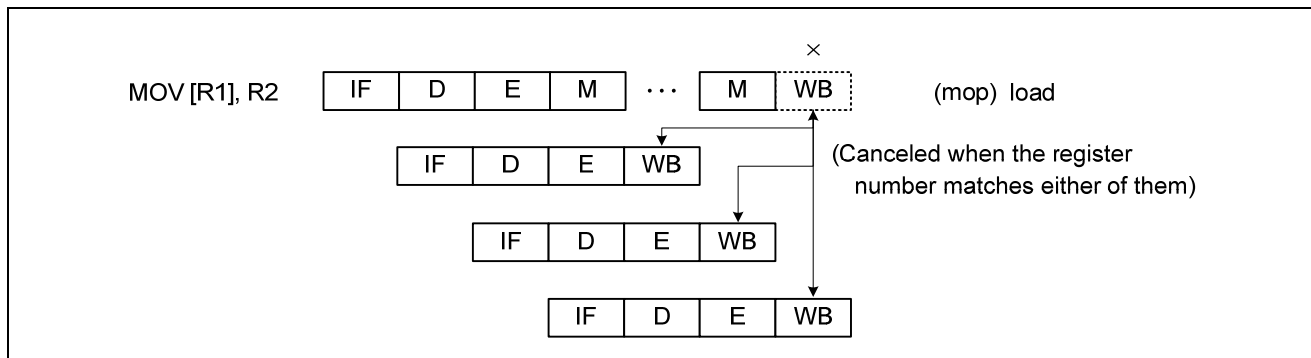 ×
MOV [R1], R2 IF D E M ··· M WB (mop) load
IF D E WB (Canceled when the register
number matches either of them)
IF D E WB
IF D E WB